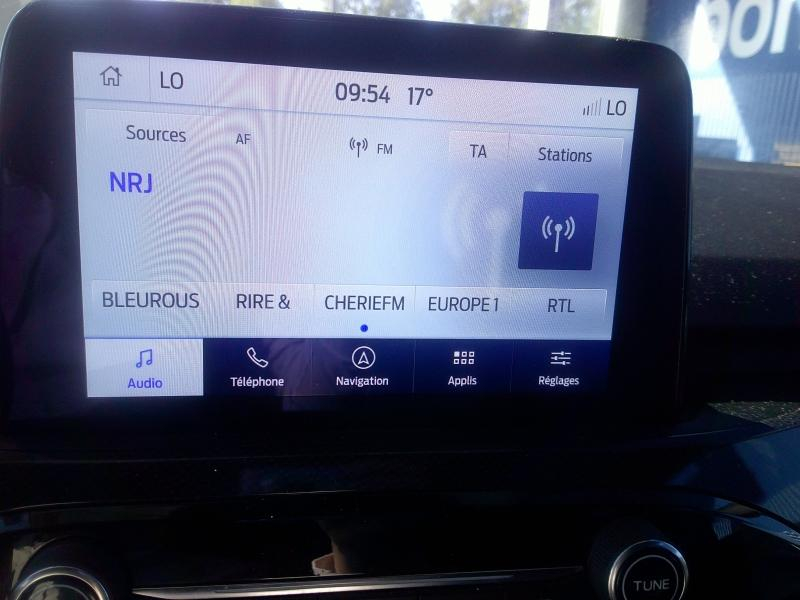 LO 09:54 17° LO
Sources AF FM TA Stations
NRJ
BLEUROUS RIRE & CHERIEFM EUROPE 1 RTL
Audio Téléphone Navigation Applis Réglages
TUNE